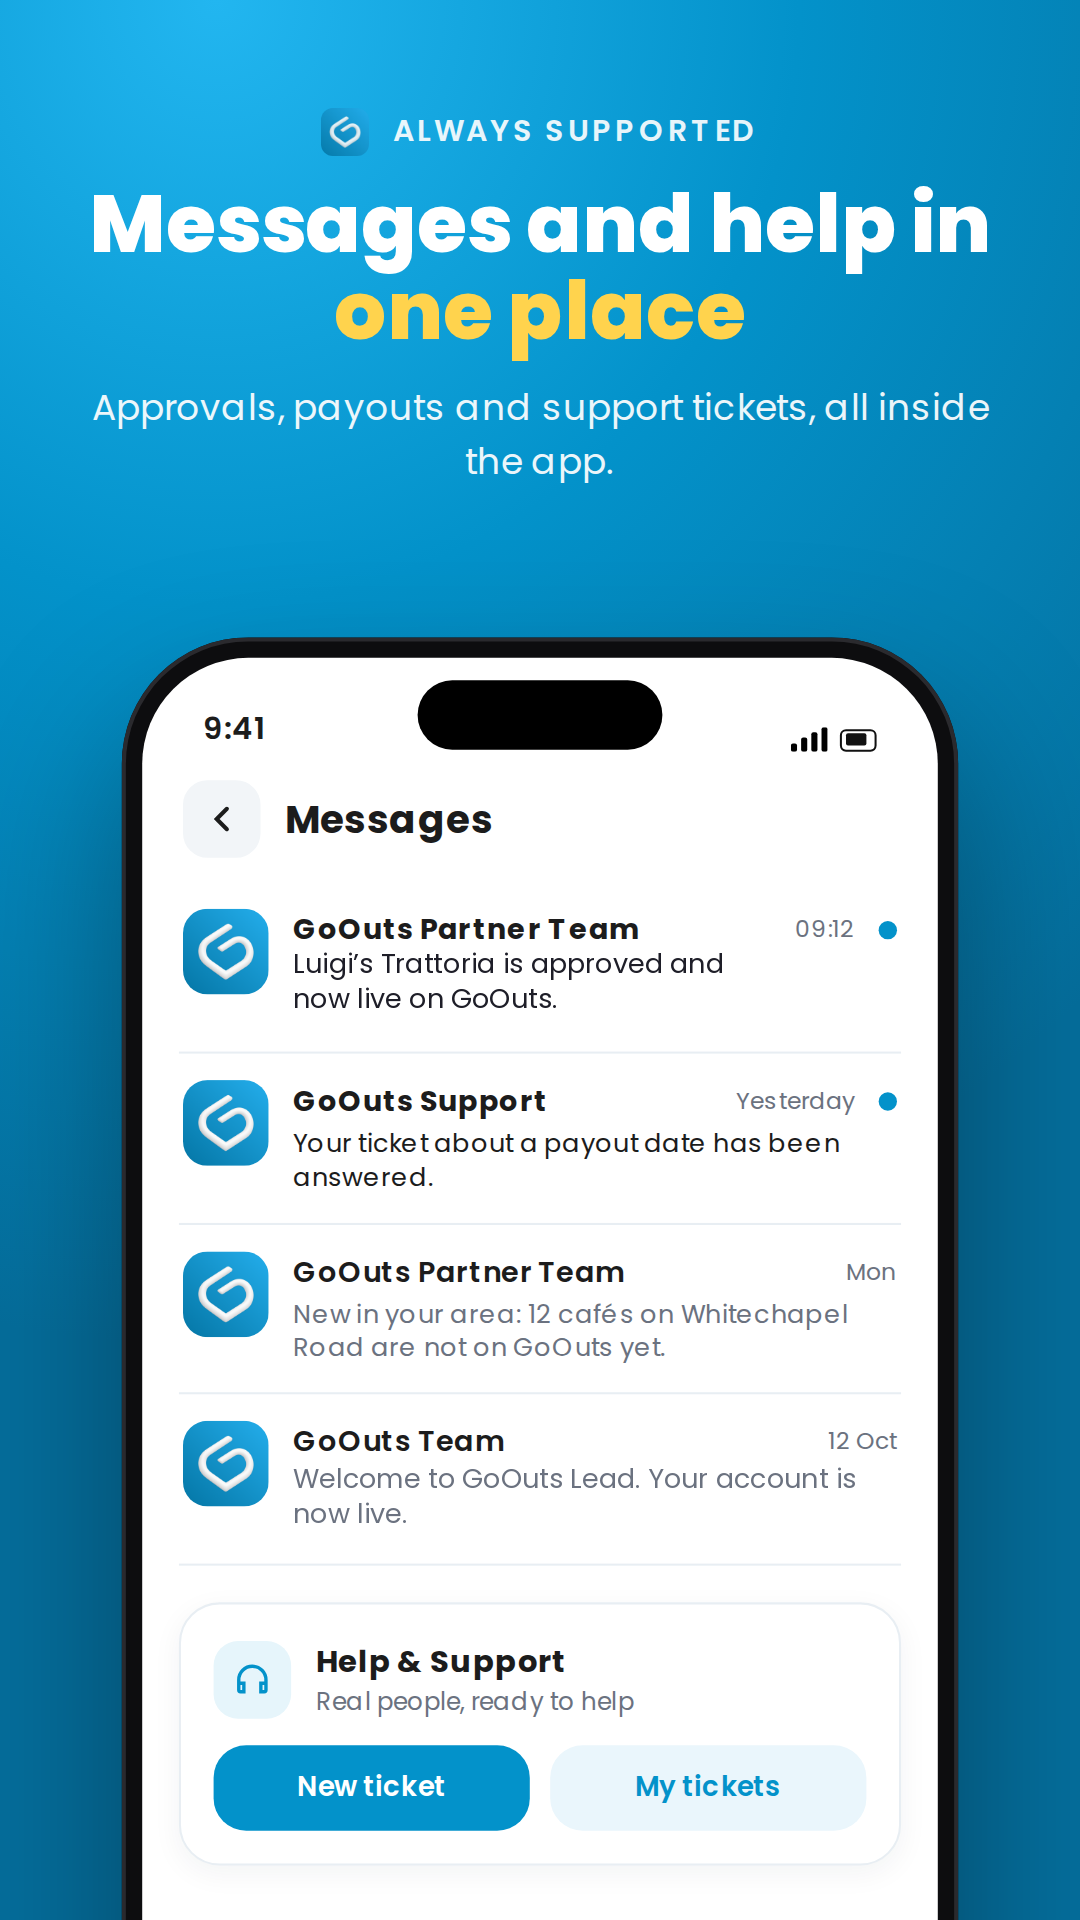 ALWAYS SUPPORTED
Messages and help in
one place
Approvals, payouts and support tickets, all inside
the app.
9:41
Messages
GoOuts Partner Team 09:12
Luigi’s Trattoria is approved and
now live on GoOuts.
GoOuts Support Yesterday
Your ticket about a payout date has been
answered.
GoOuts Partner Team Mon
New in your area: 12 cafés on Whitechapel
Road are not on GoOuts yet.
GoOuts Team 12 Oct
Welcome to GoOuts Lead. Your account is
now live.
Help & Support
Real people, ready to help
New ticket My tickets